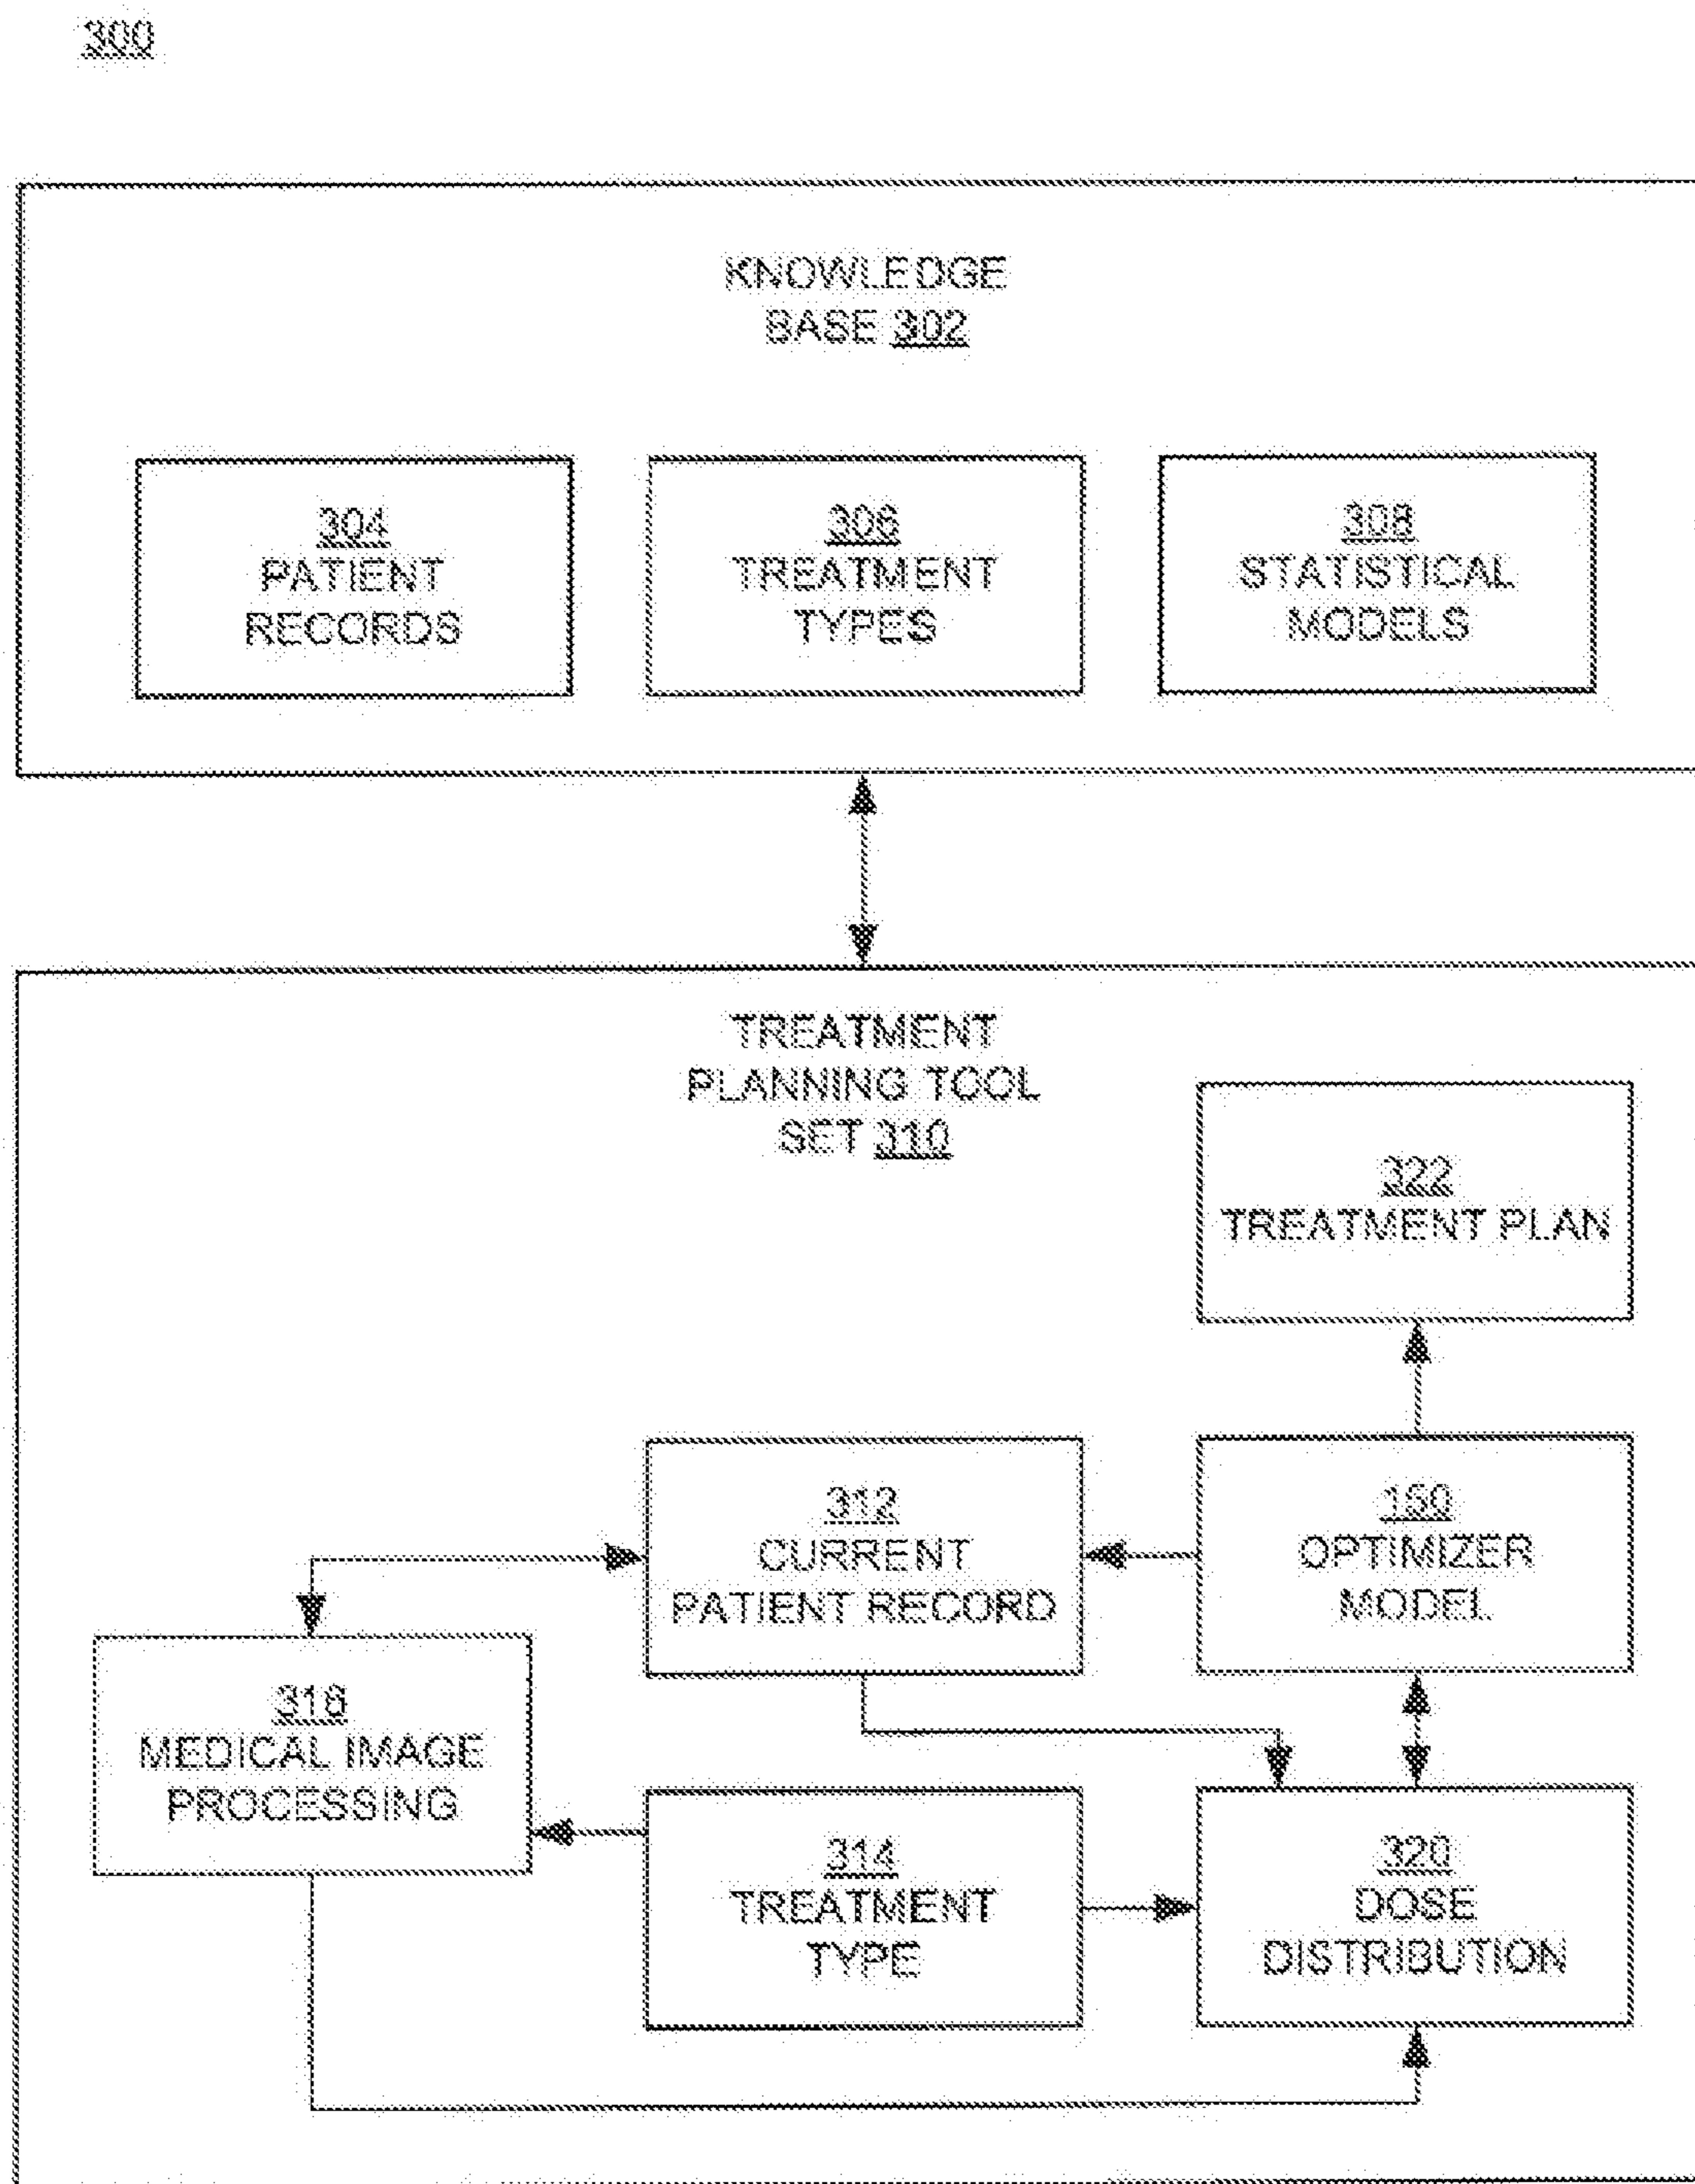 300
KNOWLEDGE
BASE 302
304
PATIENT
RECORDS
306
TREATMENT
TYPES
308
STATISTICAL
MODELS
TREATMENT
PLANNING TOOL
SET 310
322
TREATMENT PLAN
312
CURRENT
PATIENT RECORD
150
OPTIMIZER
MODEL
316
MEDICAL IMAGE
PROCESSING
314
TREATMENT
TYPE
320
DOSE
DISTRIBUTION